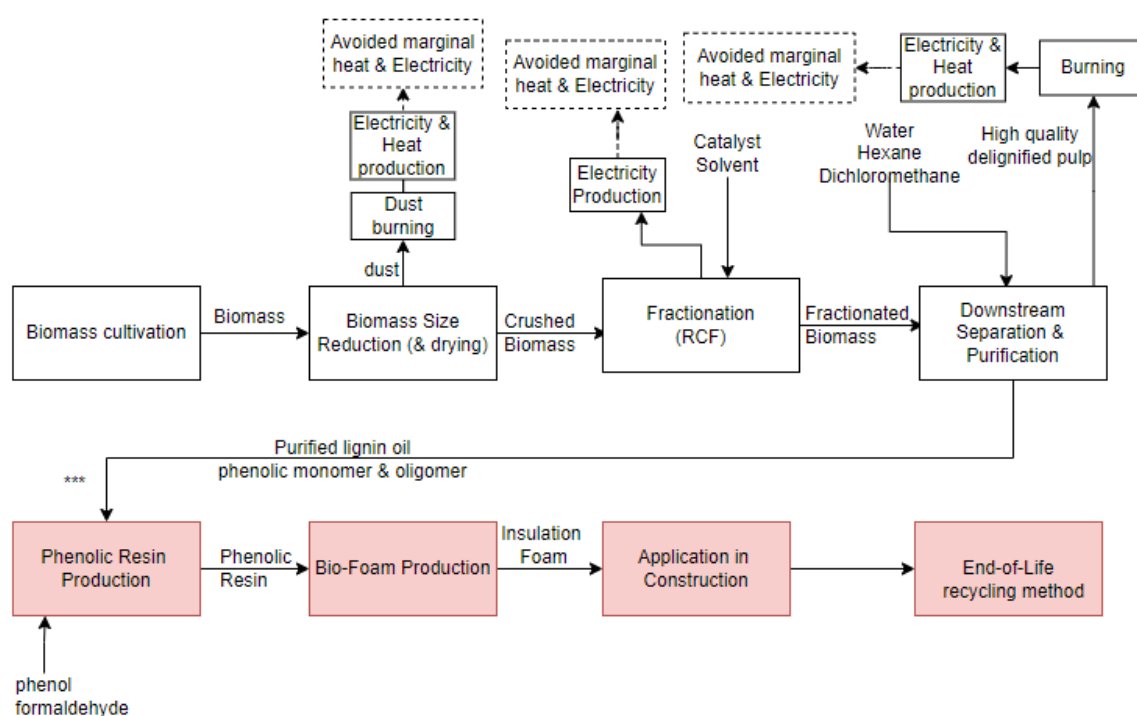 Avoided marginal
heat & Electricity
Avoided marginal
heat & Electricity
Avoided marginal
heat & Electricity
Electricity &
Heat
production
Burning
Electricity &
Heat
production
Dust
burning
dust
Electricity
Production
Catalyst
Solvent
Water
Hexane
Dichloromethane
High quality
delignified pulp
Biomass cultivation
Biomass
Biomass Size
Reduction (& drying)
Crushed
Biomass
Fractionation
(RCF)
Fractionated
Biomass
Downstream
Separation &
Purification
Purified lignin oil
phenolic monomer & oligomer
***
Phenolic Resin
Production
Phenolic
Resin
Bio-Foam Production
Insulation
Foam
Application in
Construction
End-of-Life
recycling method
phenol
formaldehyde